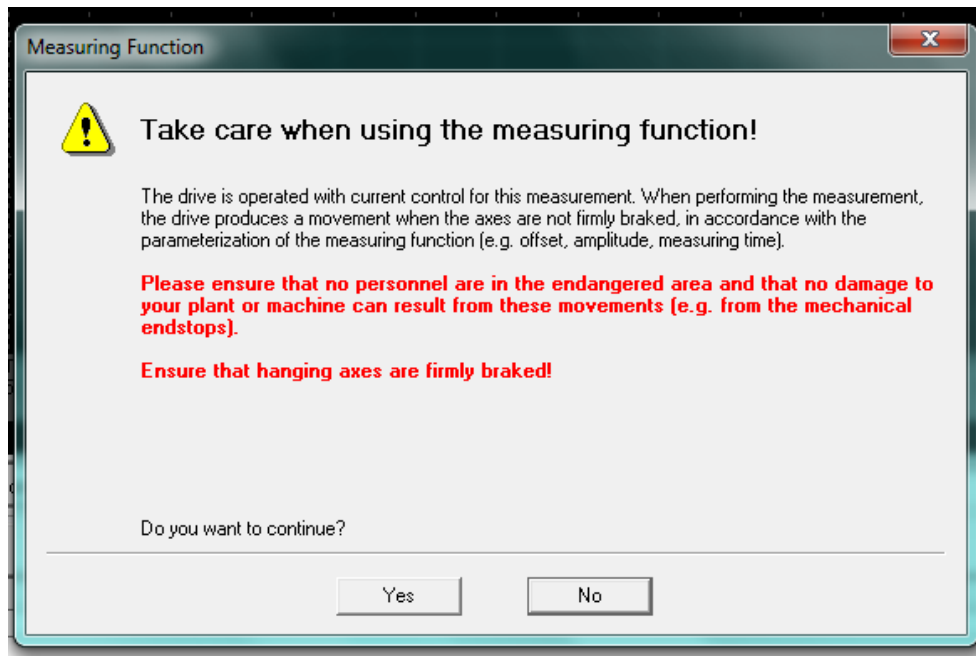 Measuring Function
Take care when using the measuring function!
The drive is operated with current control for this measurement. When performing the measurement,
the drive produces a movement when the axes are not firmly braked, in accordance with the
parameterization of the measuring function (e.g. offset, amplitude, measuring time).
Please ensure that no personnel are in the endangered area and that no damage to
your plant or machine can result from these movements (e.g. from the mechanical
endstops).
Ensure that hanging axes are firmly braked!
Do you want to continue?
Yes
No